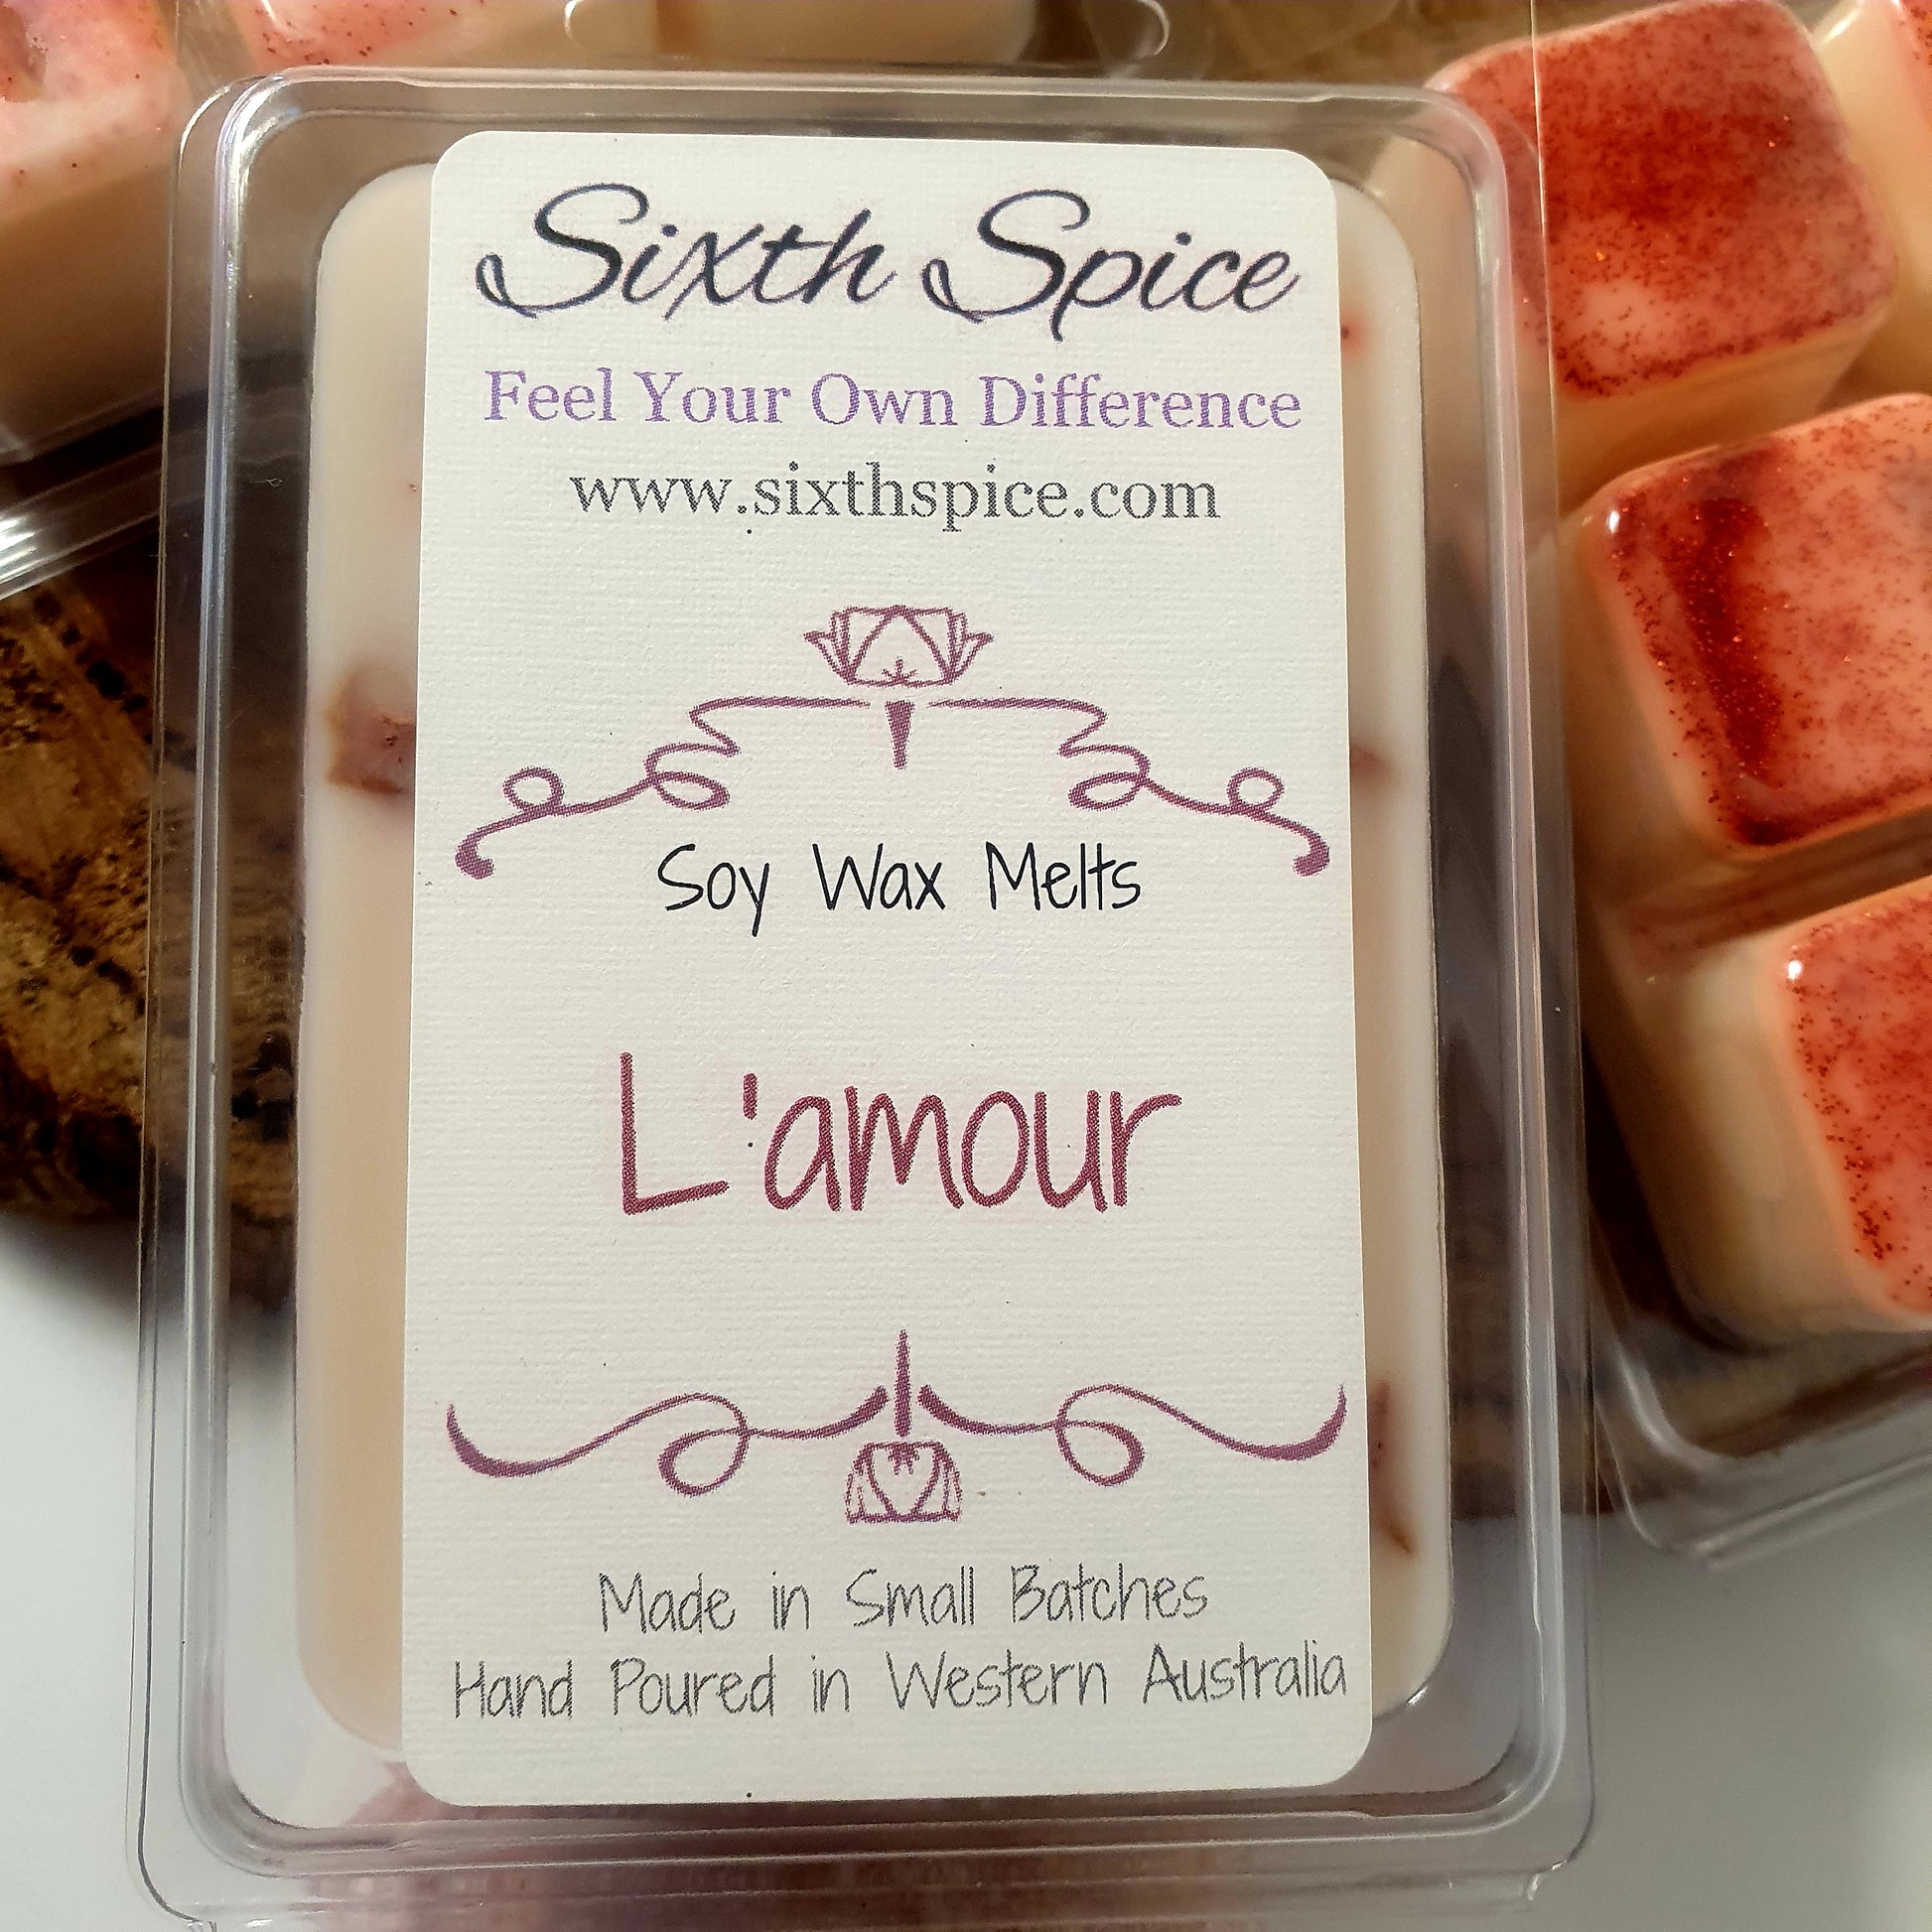 Sixth Spice
Feel Your Own Difference
www.sixthspice.com
Soy Wax Melts
L'amour
Made in Small Batches
Hand Poured in Western Australia